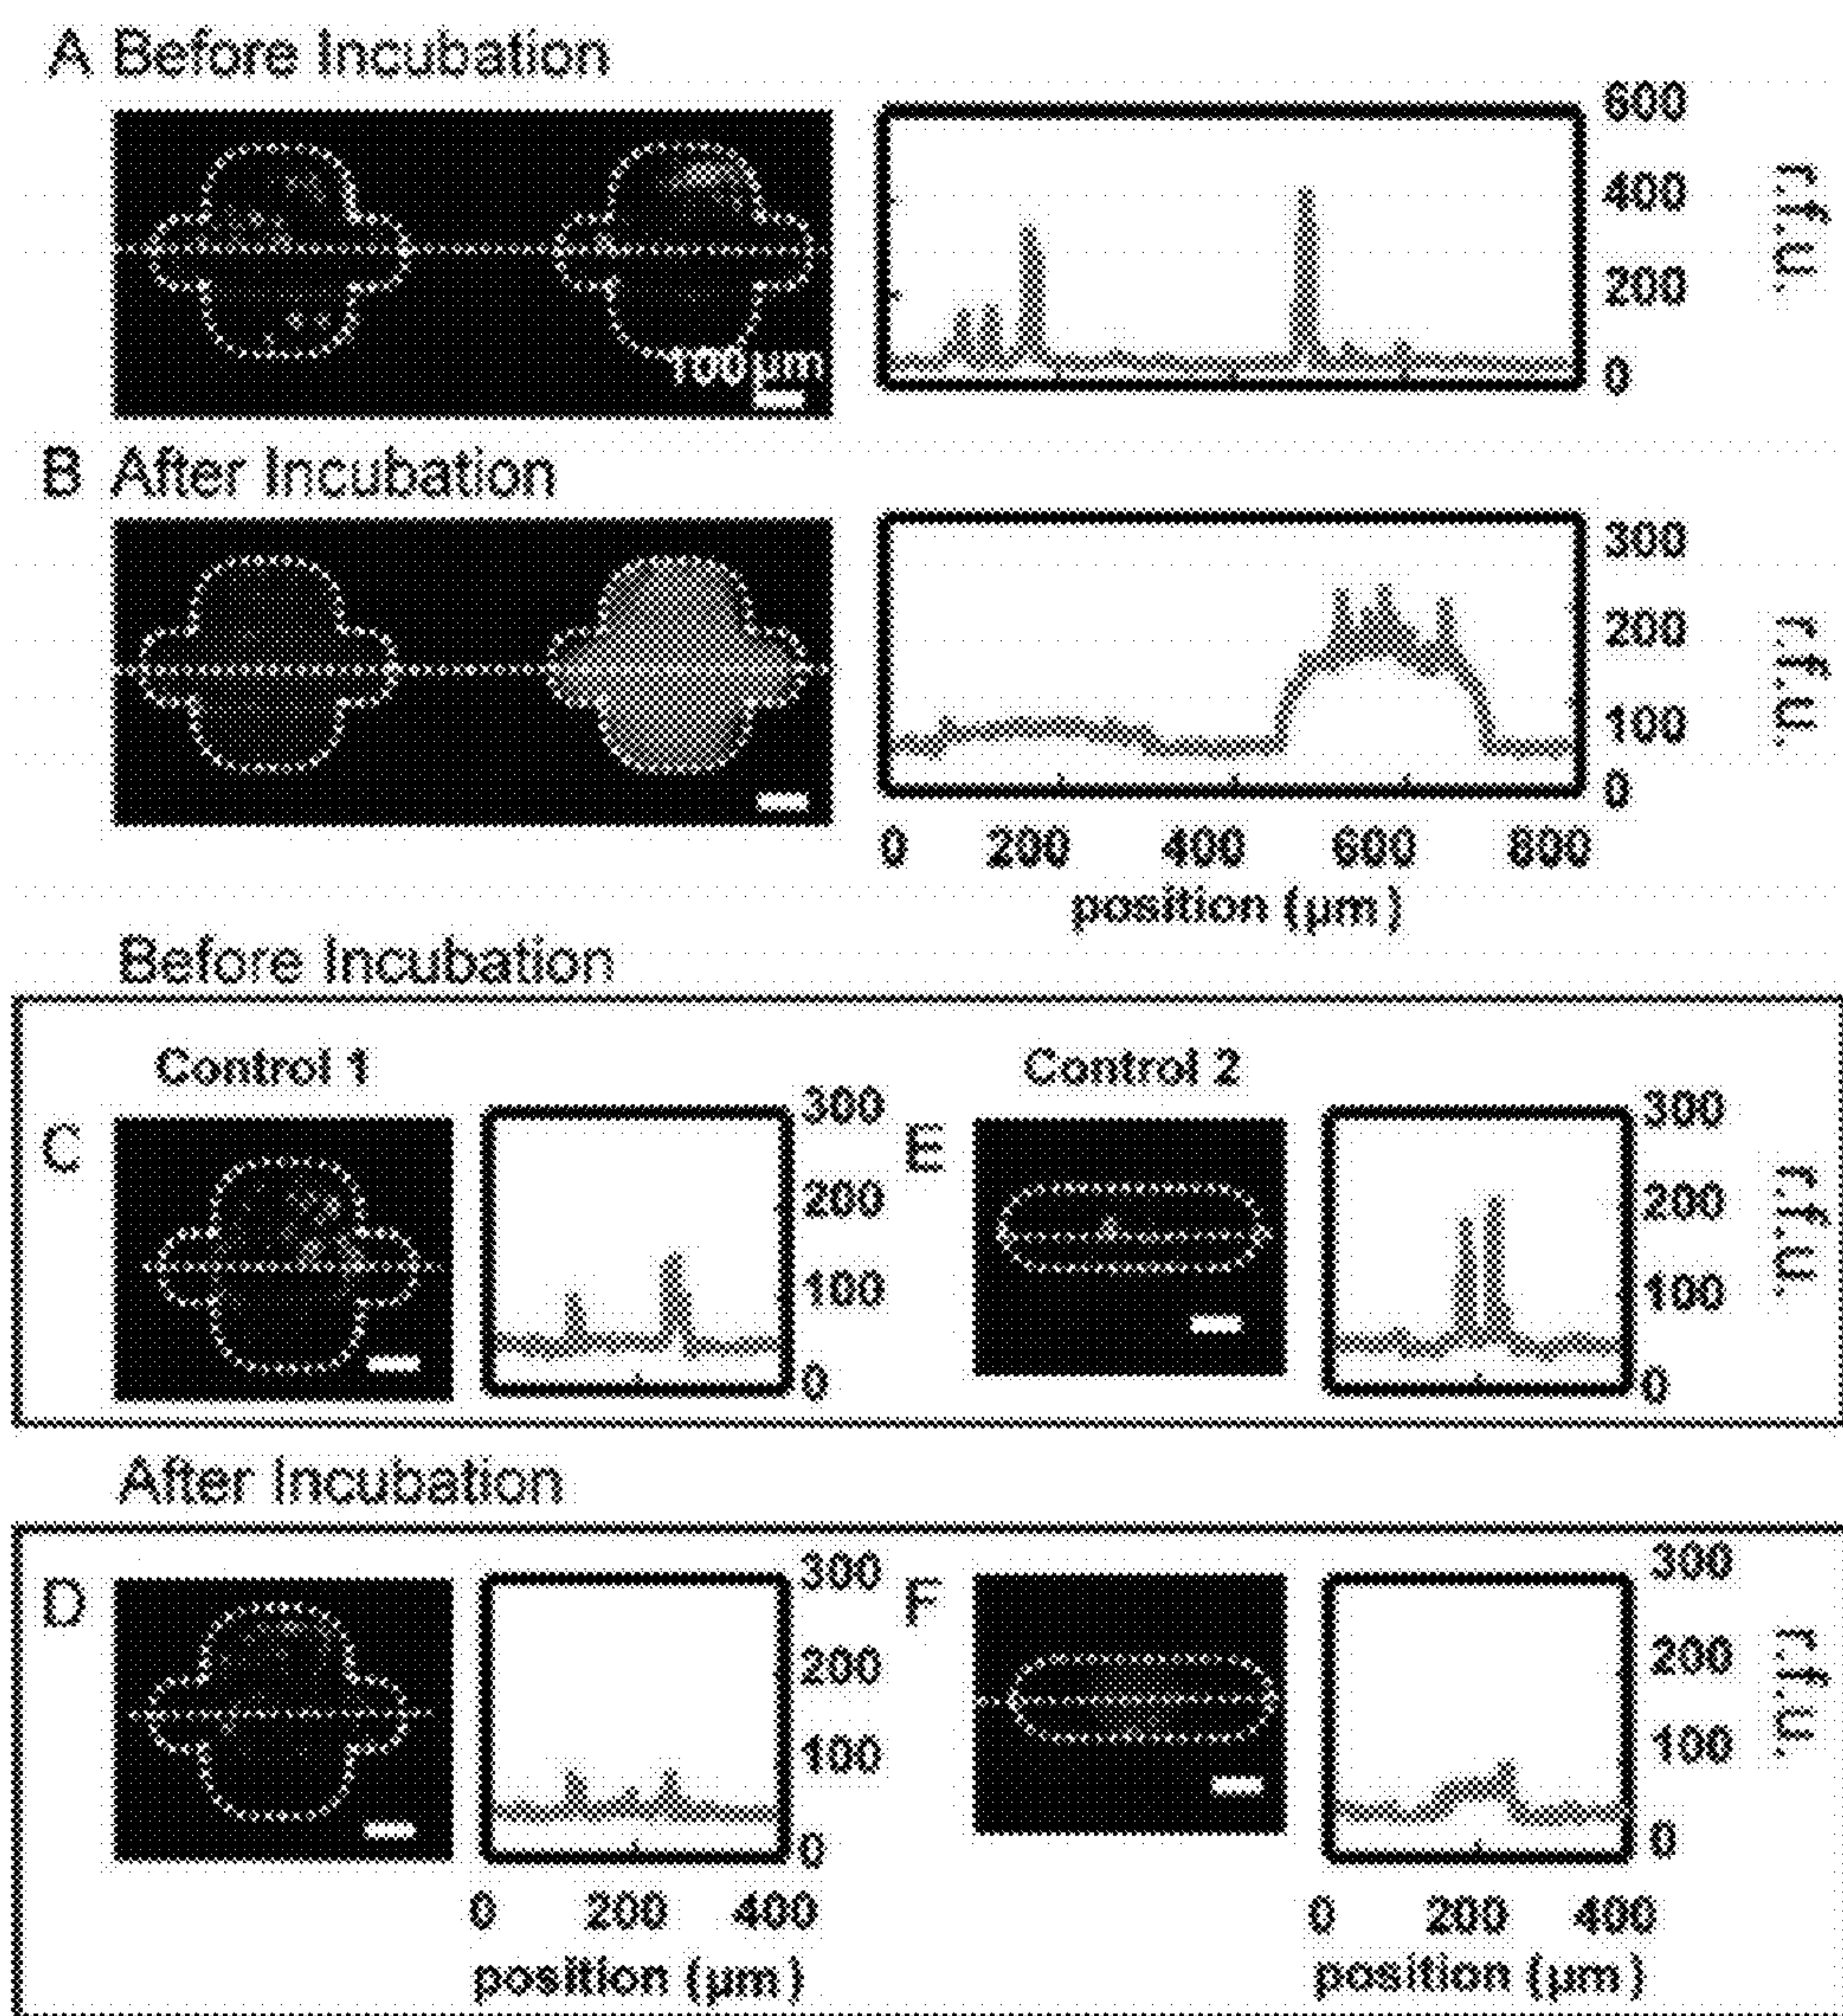 A Before Incubation
600
400
200
0
r.f.u.
100 µm
B After Incubation
300
200
100
0
r.f.u.
0 200 400 600 800
position (µm)
Before Incubation
Control 1
Control 2
C
300
200
100
0
E
300
200
100
0
r.f.u.
After Incubation
D
300
200
100
0
F
300
200
100
0
r.f.u.
0 200 400
position (µm)
0 200 400
position (µm)